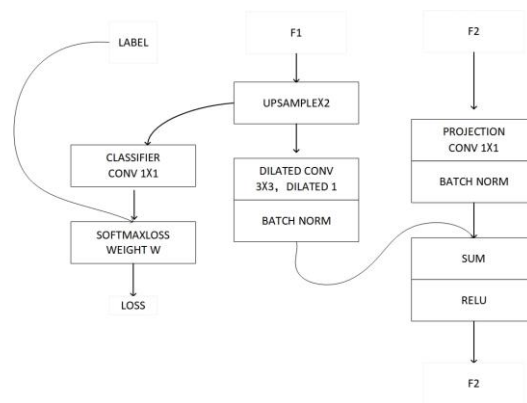 LABEL
F1
F2
UPSAMPLEX2
CLASSIFIER
CONV 1X1
DILATED CONV
3X3, DILATED 1
BATCH NORM
PROJECTION
CONV 1X1
BATCH NORM
SOFTMAXLOSS
WEIGHT W
SUM
RELU
LOSS
F2